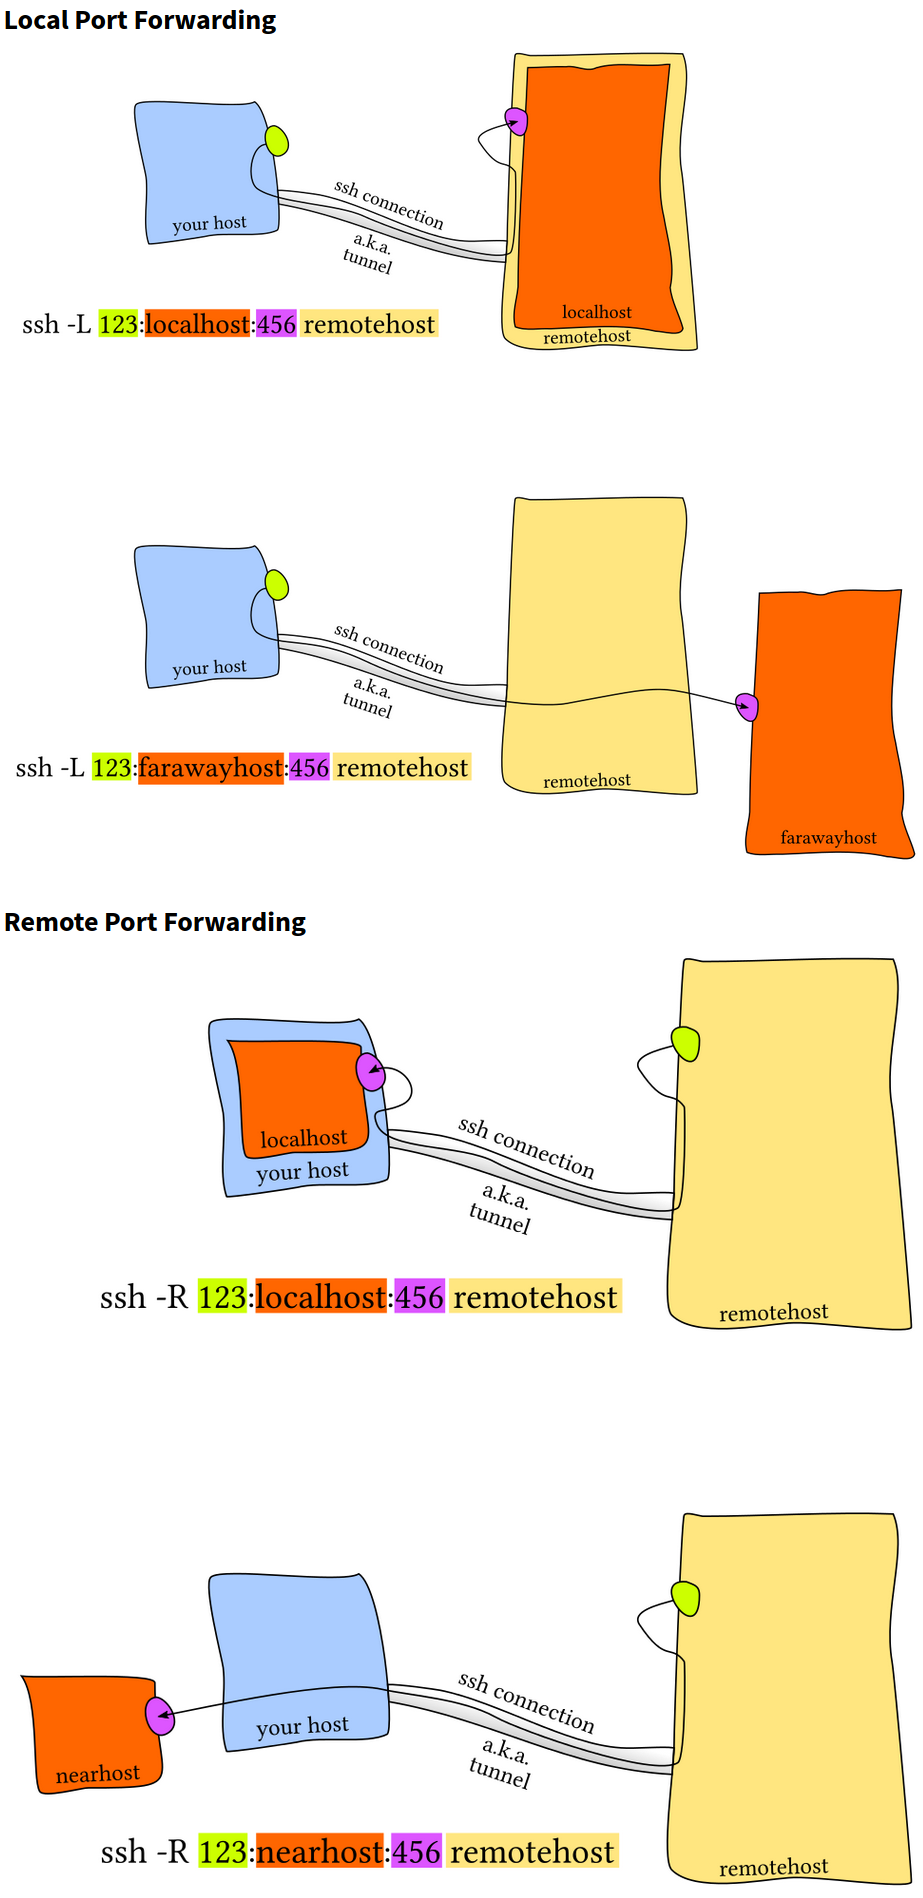 Local Port Forwarding
your host
ssh connection
a.k.a.
tunnel
localhost
remotehost
ssh -L 123:localhost:456 remotehost
your host
ssh connection
a.k.a.
tunnel
remotehost
farawayhost
ssh -L 123:farawayhost:456 remotehost
Remote Port Forwarding
localhost
your host
ssh connection
a.k.a.
tunnel
remotehost
ssh -R 123:localhost:456 remotehost
nearhost
your host
ssh connection
a.k.a.
tunnel
remotehost
ssh -R 123:nearhost:456 remotehost